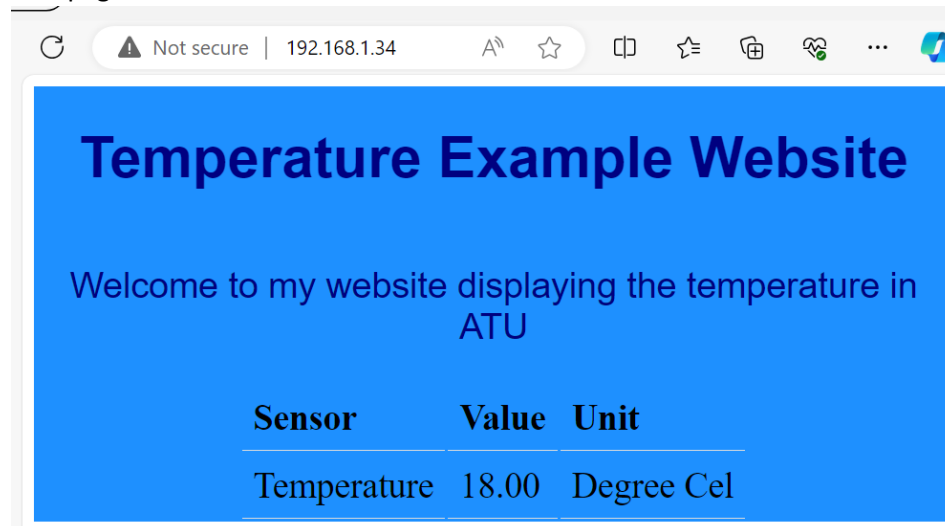 Not secure | 192.168.1.34
Temperature Example Website
Welcome to my website displaying the temperature in
ATU
Sensor Value Unit
Temperature 18.00 Degree Cel